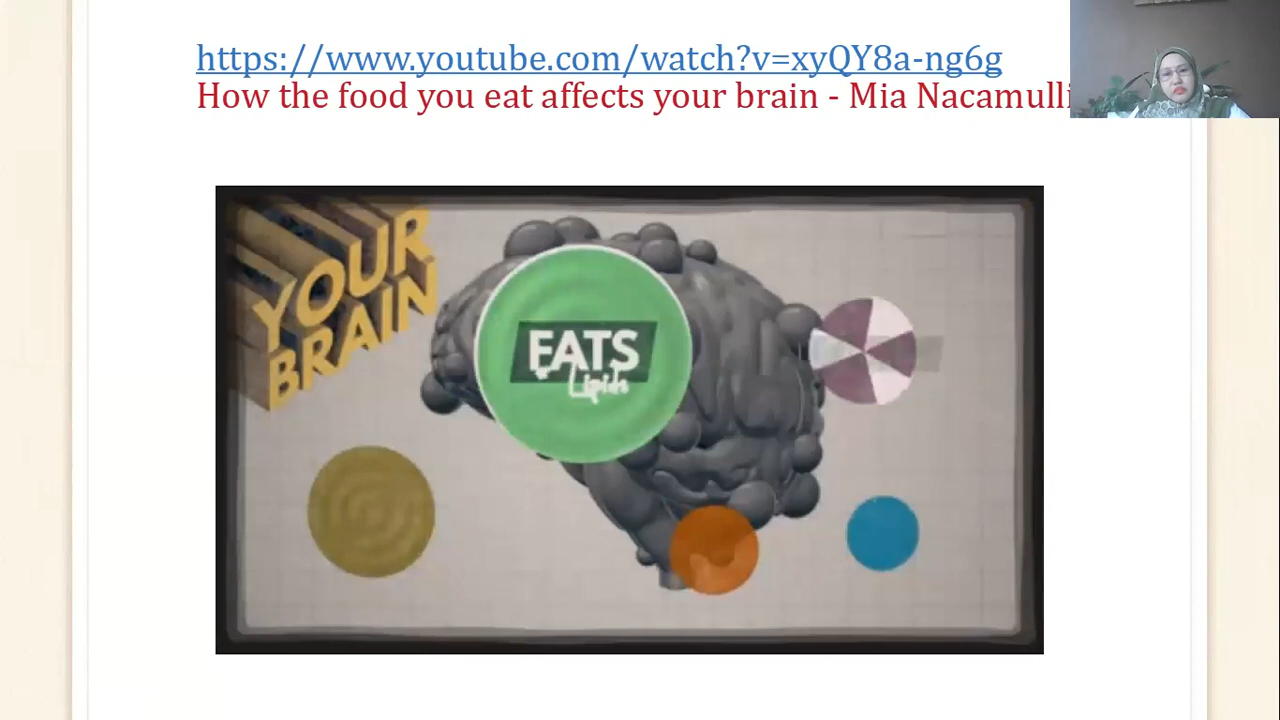 https://www.youtube.com/watch?v=xyQY8a-ng6g
How the food you eat affects your brain - Mia Nacamulli
YOUR
BRAIN
EATS
Lipids